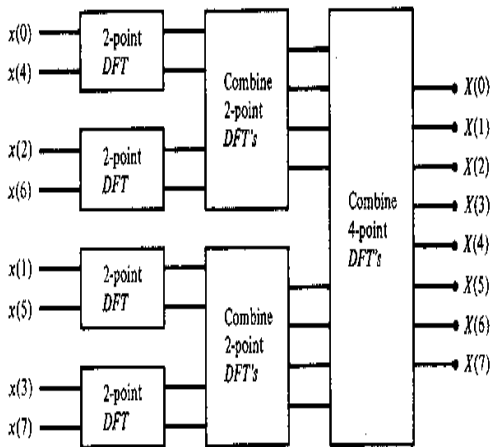 x(0)
x(4)
2-point
DFT
x(2)
x(6)
2-point
DFT
Combine
2-point
DFT's
x(1)
x(5)
2-point
DFT
x(3)
x(7)
2-point
DFT
Combine
2-point
DFT's
Combine
4-point
DFT's
X(0)
X(1)
X(2)
X(3)
X(4)
X(5)
X(6)
X(7)